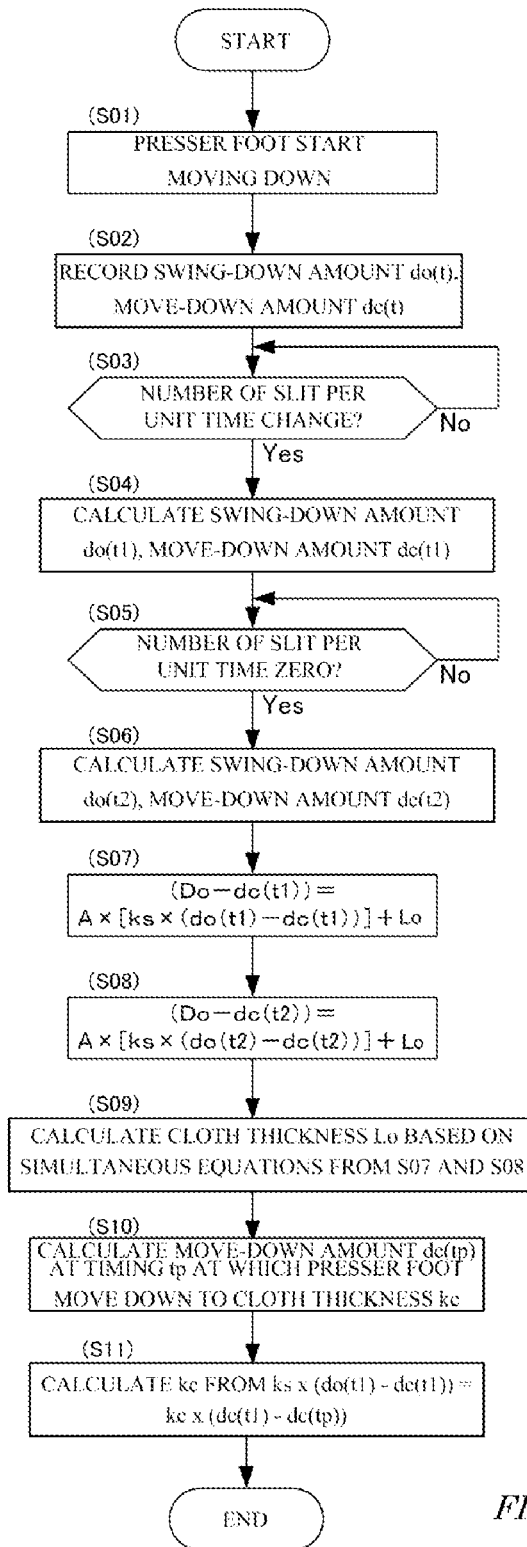 START
(S01)
PRESSER FOOT START
MOVING DOWN
(S02)
RECORD SWING-DOWN AMOUNT do(t),
MOVE-DOWN AMOUNT dc(t)
(S03)
NUMBER OF SLIT PER
UNIT TIME CHANGE?
No
Yes
(S04)
CALCULATE SWING-DOWN AMOUNT
do(t1), MOVE-DOWN AMOUNT dc(t1)
(S05)
NUMBER OF SLIT PER
UNIT TIME ZERO?
No
Yes
(S06)
CALCULATE SWING-DOWN AMOUNT
do(t2), MOVE-DOWN AMOUNT dc(t2)
(S07)
(Do-dc(t1))=
A×[ks×(do(t1)-dc(t1))]+Lo
(S08)
(Do-dc(t2))=
A×[ks×(do(t2)-dc(t2))]+Lo
(S09)
CALCULATE CLOTH THICKNESS Lo BASED ON
SIMULTANEOUS EQUATIONS FROM S07 AND S08
(S10)
CALCULATE MOVE-DOWN AMOUNT dc(tp)
AT TIMING tp AT WHICH PRESSER FOOT
MOVE DOWN TO CLOTH THICKNESS kc
(S11)
CALCULATE kc FROM ks x (do(t1) - dc(t1)) =
kc x (dc(t1) - dc(tp))
END